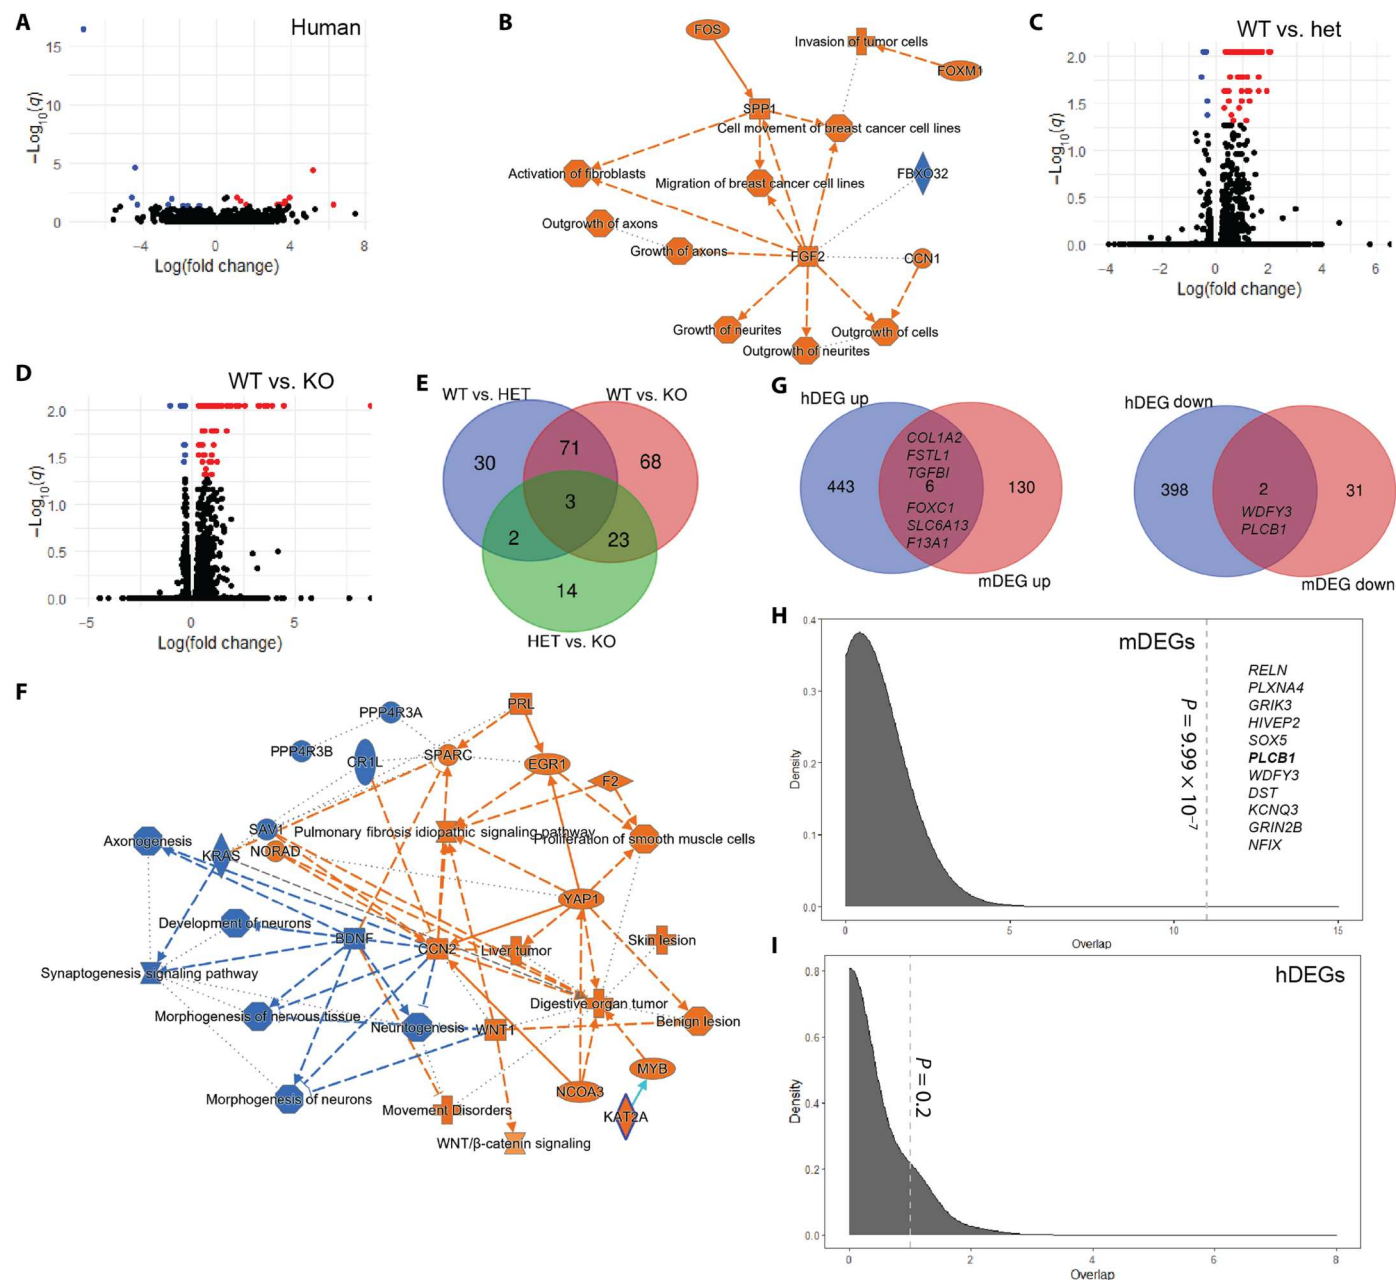 A
Human
15
10
5
0
−Log10(q)
−4
0
4
8
Log(fold change)
B
FOS
Invasion of tumor cells
FOXM1
SPP1
Cell movement of breast cancer cell lines
Activation of fibroblasts
Migration of breast cancer cell lines
FBXO32
Outgrowth of axons
Growth of axons
FGF2
CCN1
Growth of neurites
Outgrowth of cells
Outgrowth of neurites
C
WT vs. het
2.0
1.5
1.0
0.5
0.0
−Log10(q)
−4
−2
0
2
4
6
Log(fold change)
D
WT vs. KO
2.0
1.5
1.0
0.5
0.0
−Log10(q)
−5
0
5
Log(fold change)
E
WT vs. HET
WT vs. KO
30
71
68
3
2
23
14
HET vs. KO
G
hDEG up
COL1A2
FSTL1
TGFBI
443
6
130
FOXC1
SLC6A13
F13A1
mDEG up
hDEG down
398
2
31
WDFY3
PLCB1
mDEG down
F
PPP4R3A
PRL
PPP4R3B
CR1L
SPARC
EGR1
F2
SAV1
Pulmonary fibrosis idiopathic signaling pathway
Proliferation of smooth muscle cells
Axonogenesis
KRAS
NORAD
YAP1
Development of neurons
BDNF
CCN2
Liver tumor
Skin lesion
Synaptogenesis signaling pathway
Digestive organ tumor
Morphogenesis of nervous tissue
Neuritogenesis
WNT1
Benign lesion
MYB
NCOA3
Morphogenesis of neurons
Movement Disorders
KAT2A
WNT/β-catenin signaling
H
mDEGs
0.4
0.3
0.2
0.1
0.0
Density
P = 9.99 × 10−7
RELN
PLXNA4
GRIK3
HIVEP2
SOX5
PLCB1
WDFY3
DST
KCNQ3
GRIN2B
NFIX
0
5
10
15
Overlap
I
hDEGs
0.8
0.6
0.4
0.2
0.0
Density
P = 0.2
0
2
4
6
8
Overlap